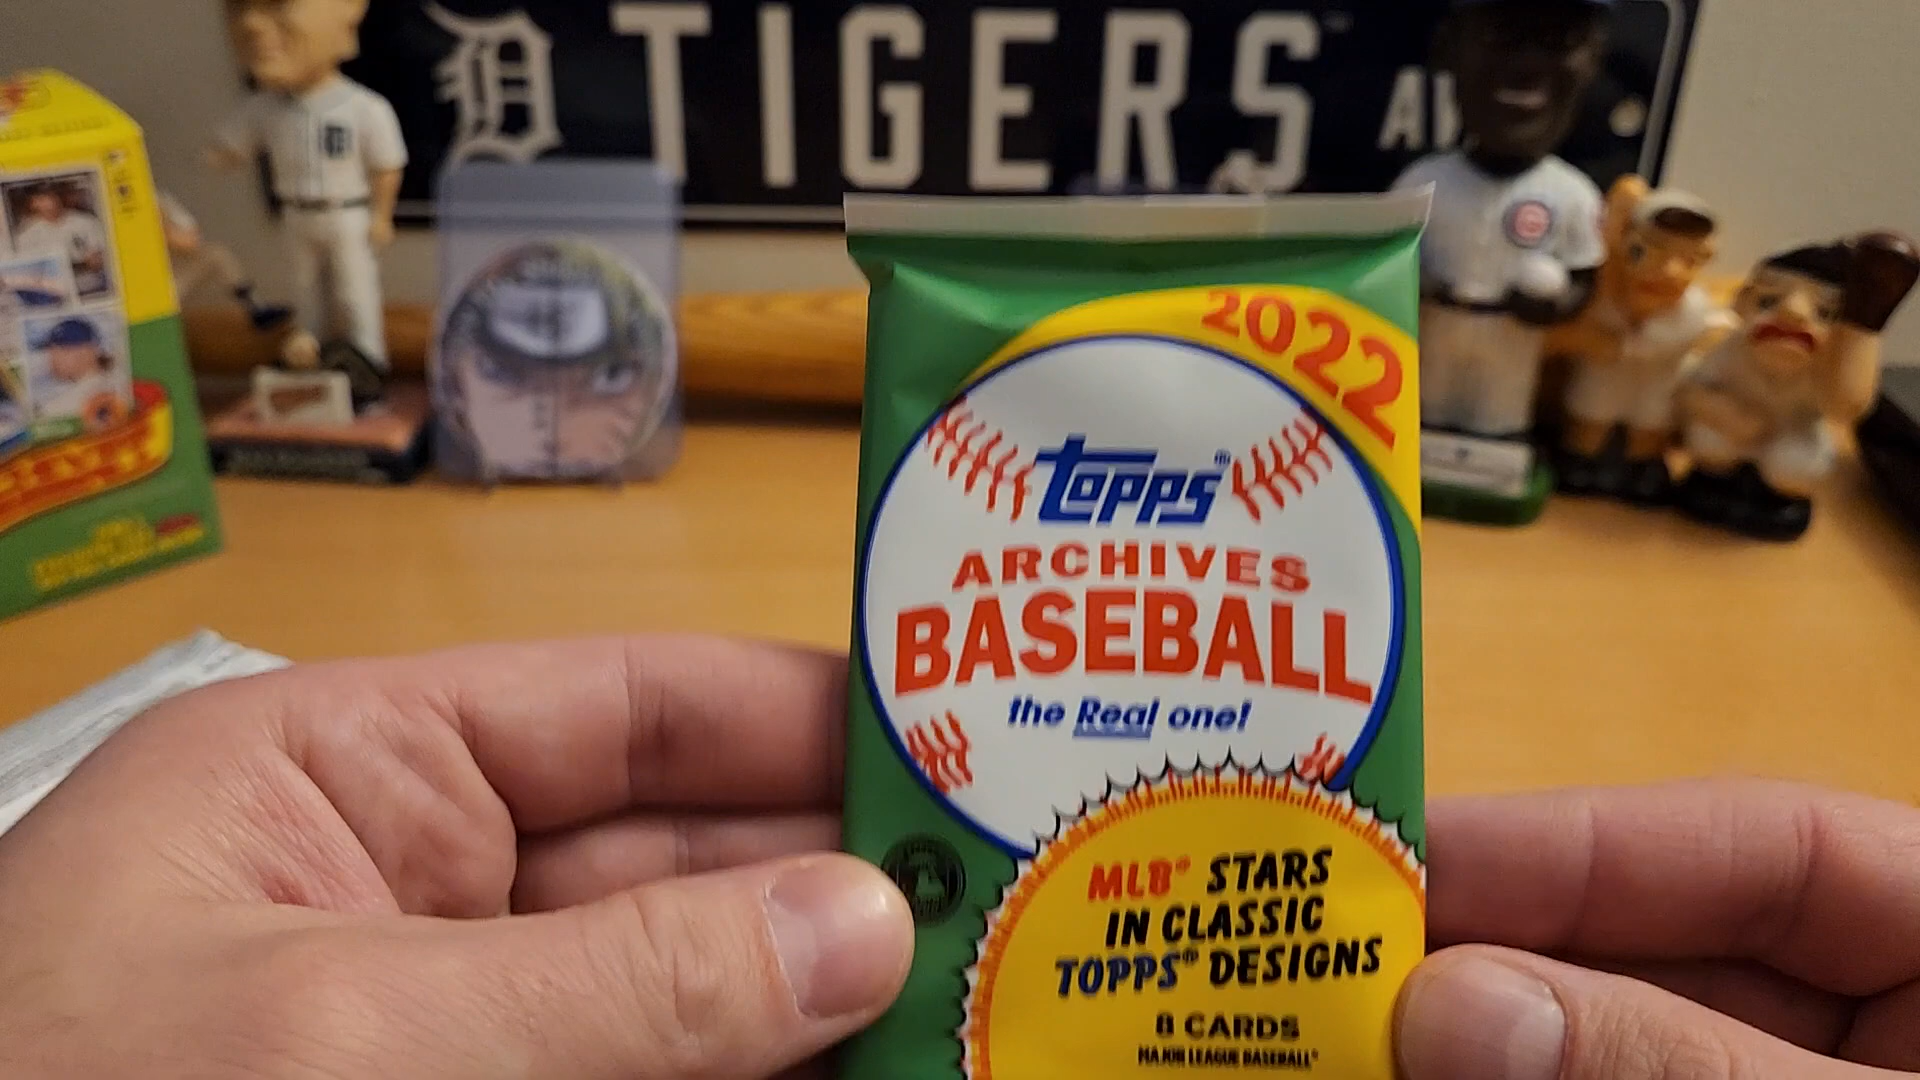 TIGERS
AV
2022
topps
ARCHIVES
BASEBALL
the Real one!
MLB® STARS
IN CLASSIC
TOPPS® DESIGNS
8 CARDS
MAJOR LEAGUE BASEBALL®